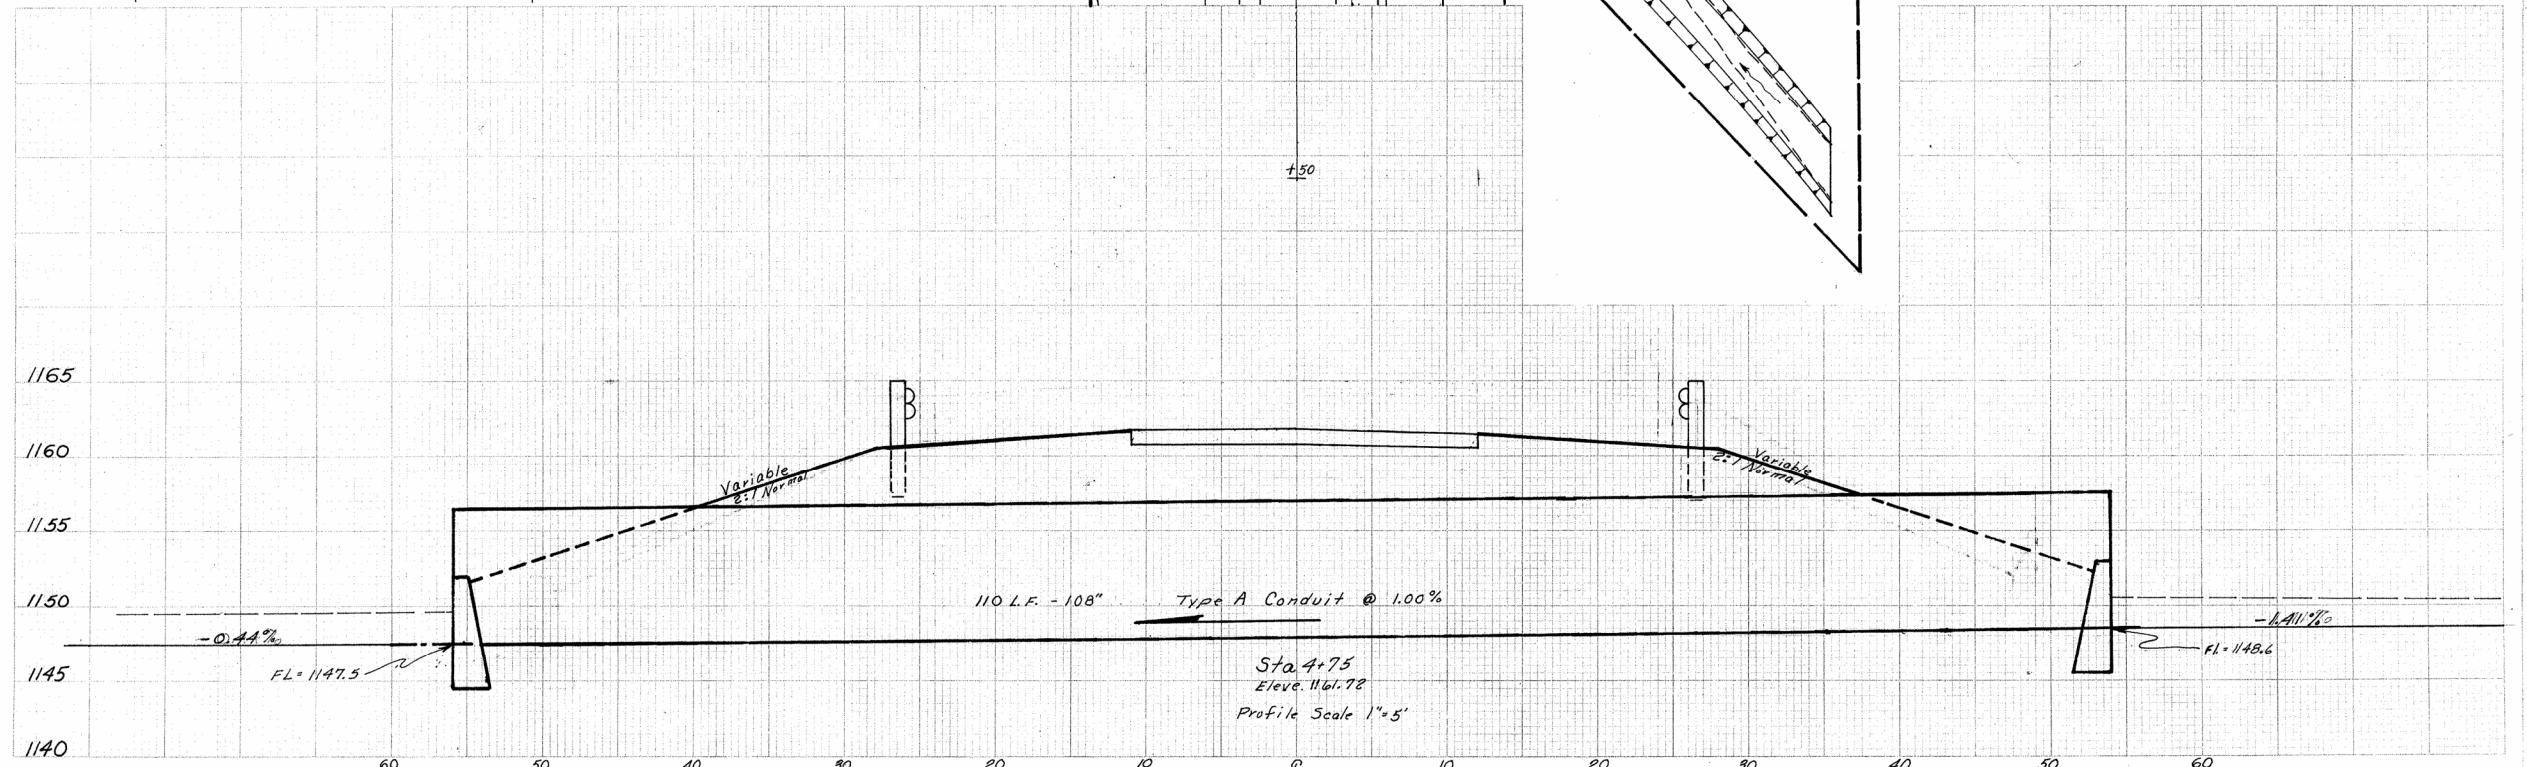 +50
1165
1160
Variable
2:1 Normal
Variable
2:1 Normal
1155
1150
110 L.F. - 108" Type A Conduit @ 1.00%
-0.44%
-1.411%
FL = 1147.5
FL = 1148.6
1145
Sta 4+75
Eleve. 1161.72
Profile Scale 1"=5'
1140
60 50 40 30 20 10 10 20 30 40 50 60